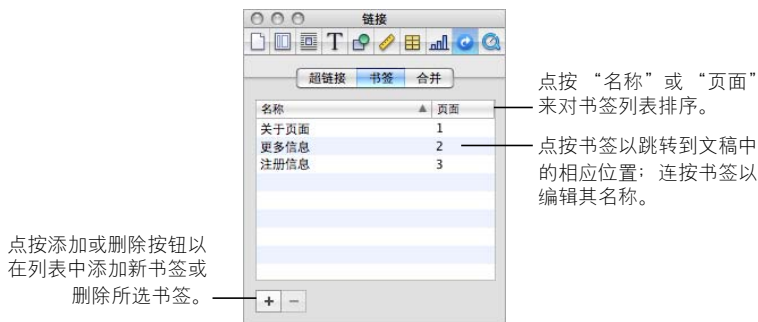 链接
T
超链接 书签 合并
名称 页面
关于页面 1
更多信息 2
注册信息 3
点按“名称”或“页面”
来对书签列表排序。
点按书签以跳转到文稿中
的相应位置；连按书签以
编辑其名称。
点按添加或删除按钮以
在列表中添加新书签或
删除所选书签。